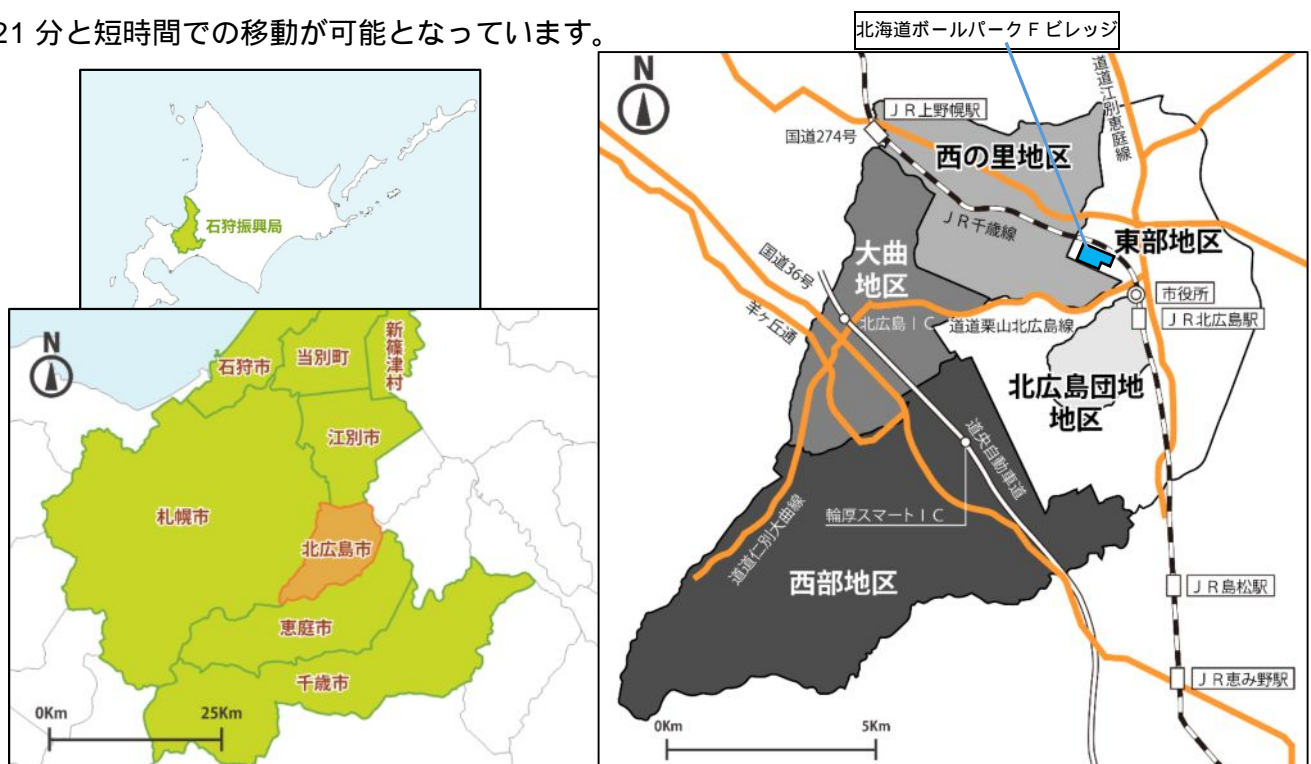 21 分と短時間での移動が可能となっています。
北海道ボールパークＦビレッジ
石狩振興局
N
石狩市
当別町
新篠津村
江別市
札幌市
北広島市
恵庭市
千歳市
0Km
25Km
N
ＪＲ上野幌駅
国道274号
道道江別恵庭線
西の里地区
ＪＲ千歳線
東部地区
大曲
地区
国道36号
羊ヶ丘通
北広島ＩＣ
道道栗山北広島線
市役所
ＪＲ北広島駅
北広島団地
地区
道央自動車道
輪厚スマートＩＣ
道道仁別大曲線
西部地区
ＪＲ島松駅
ＪＲ恵み野駅
0Km
5Km